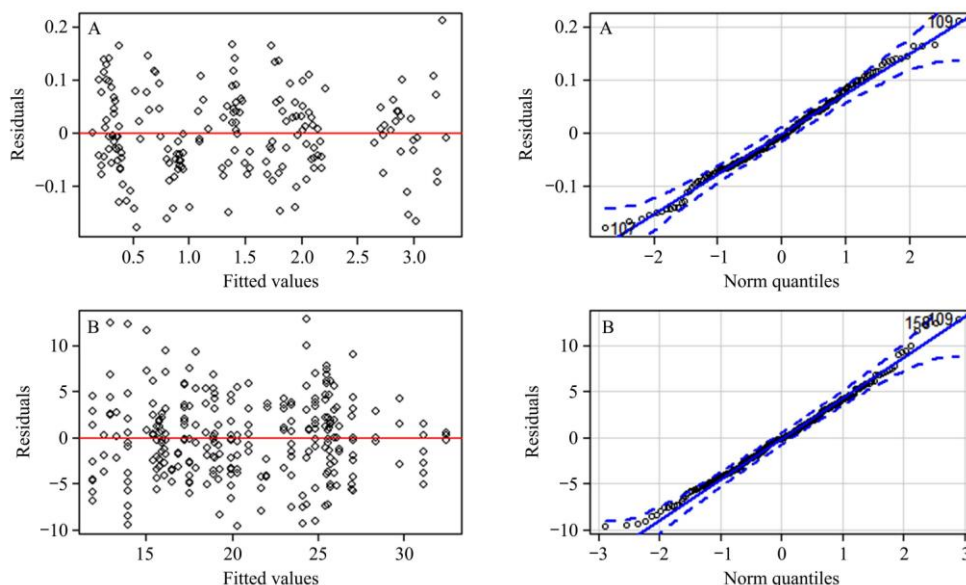 A
Residuals
0.2
0.1
0
−0.1
0.5 1.0 1.5 2.0 2.5 3.0
Fitted values
A
Residuals
0.2
0.1
0
−0.1
109
107
−2 −1 0 1 2
Norm quantiles
B
Residuals
10
5
0
−5
−10
15 20 25 30
Fitted values
B
Residuals
10
5
0
−5
−10
109
−3 −2 −1 0 1 2 3
Norm quantiles